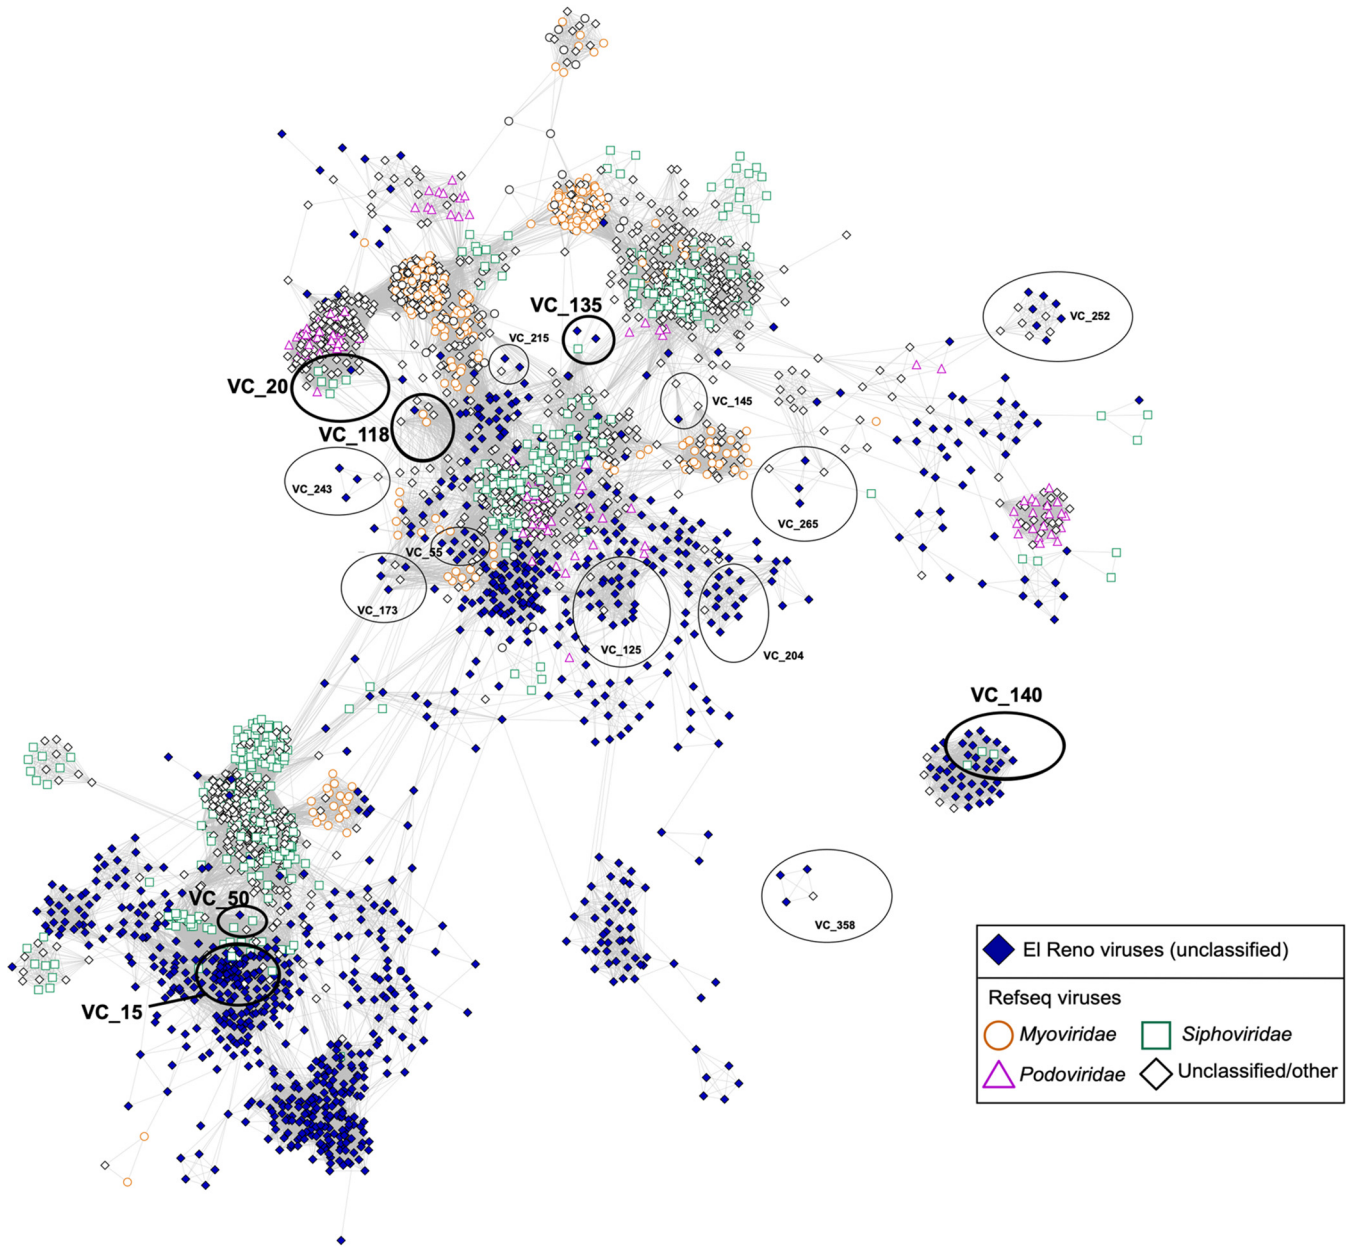 VC_135
VC_252
VC_215
VC_20
VC_145
VC_118
VC_243
VC_265
VC_55
VC_173
VC_125
VC_204
VC_140
VC_50
VC_358
VC_15
El Reno viruses (unclassified)
Refseq viruses
Myoviridae
Siphoviridae
Podoviridae
Unclassified/other